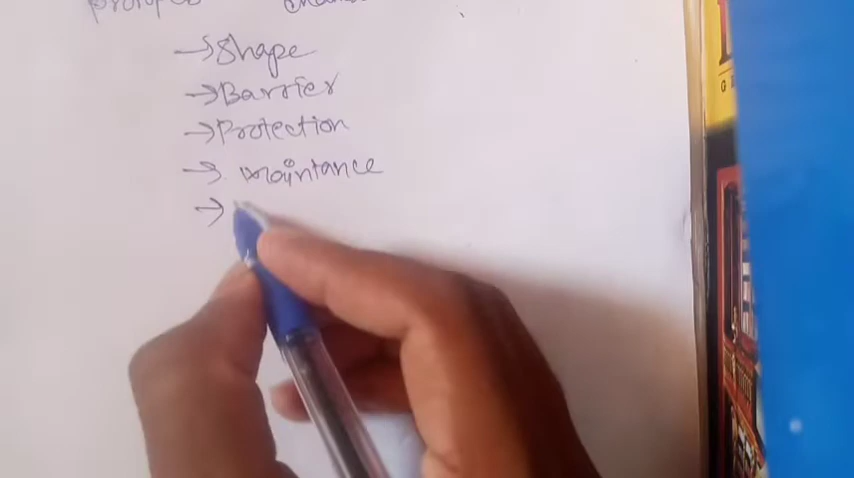 → Shape
→ Barrier
→ Protection
→ maintance
→